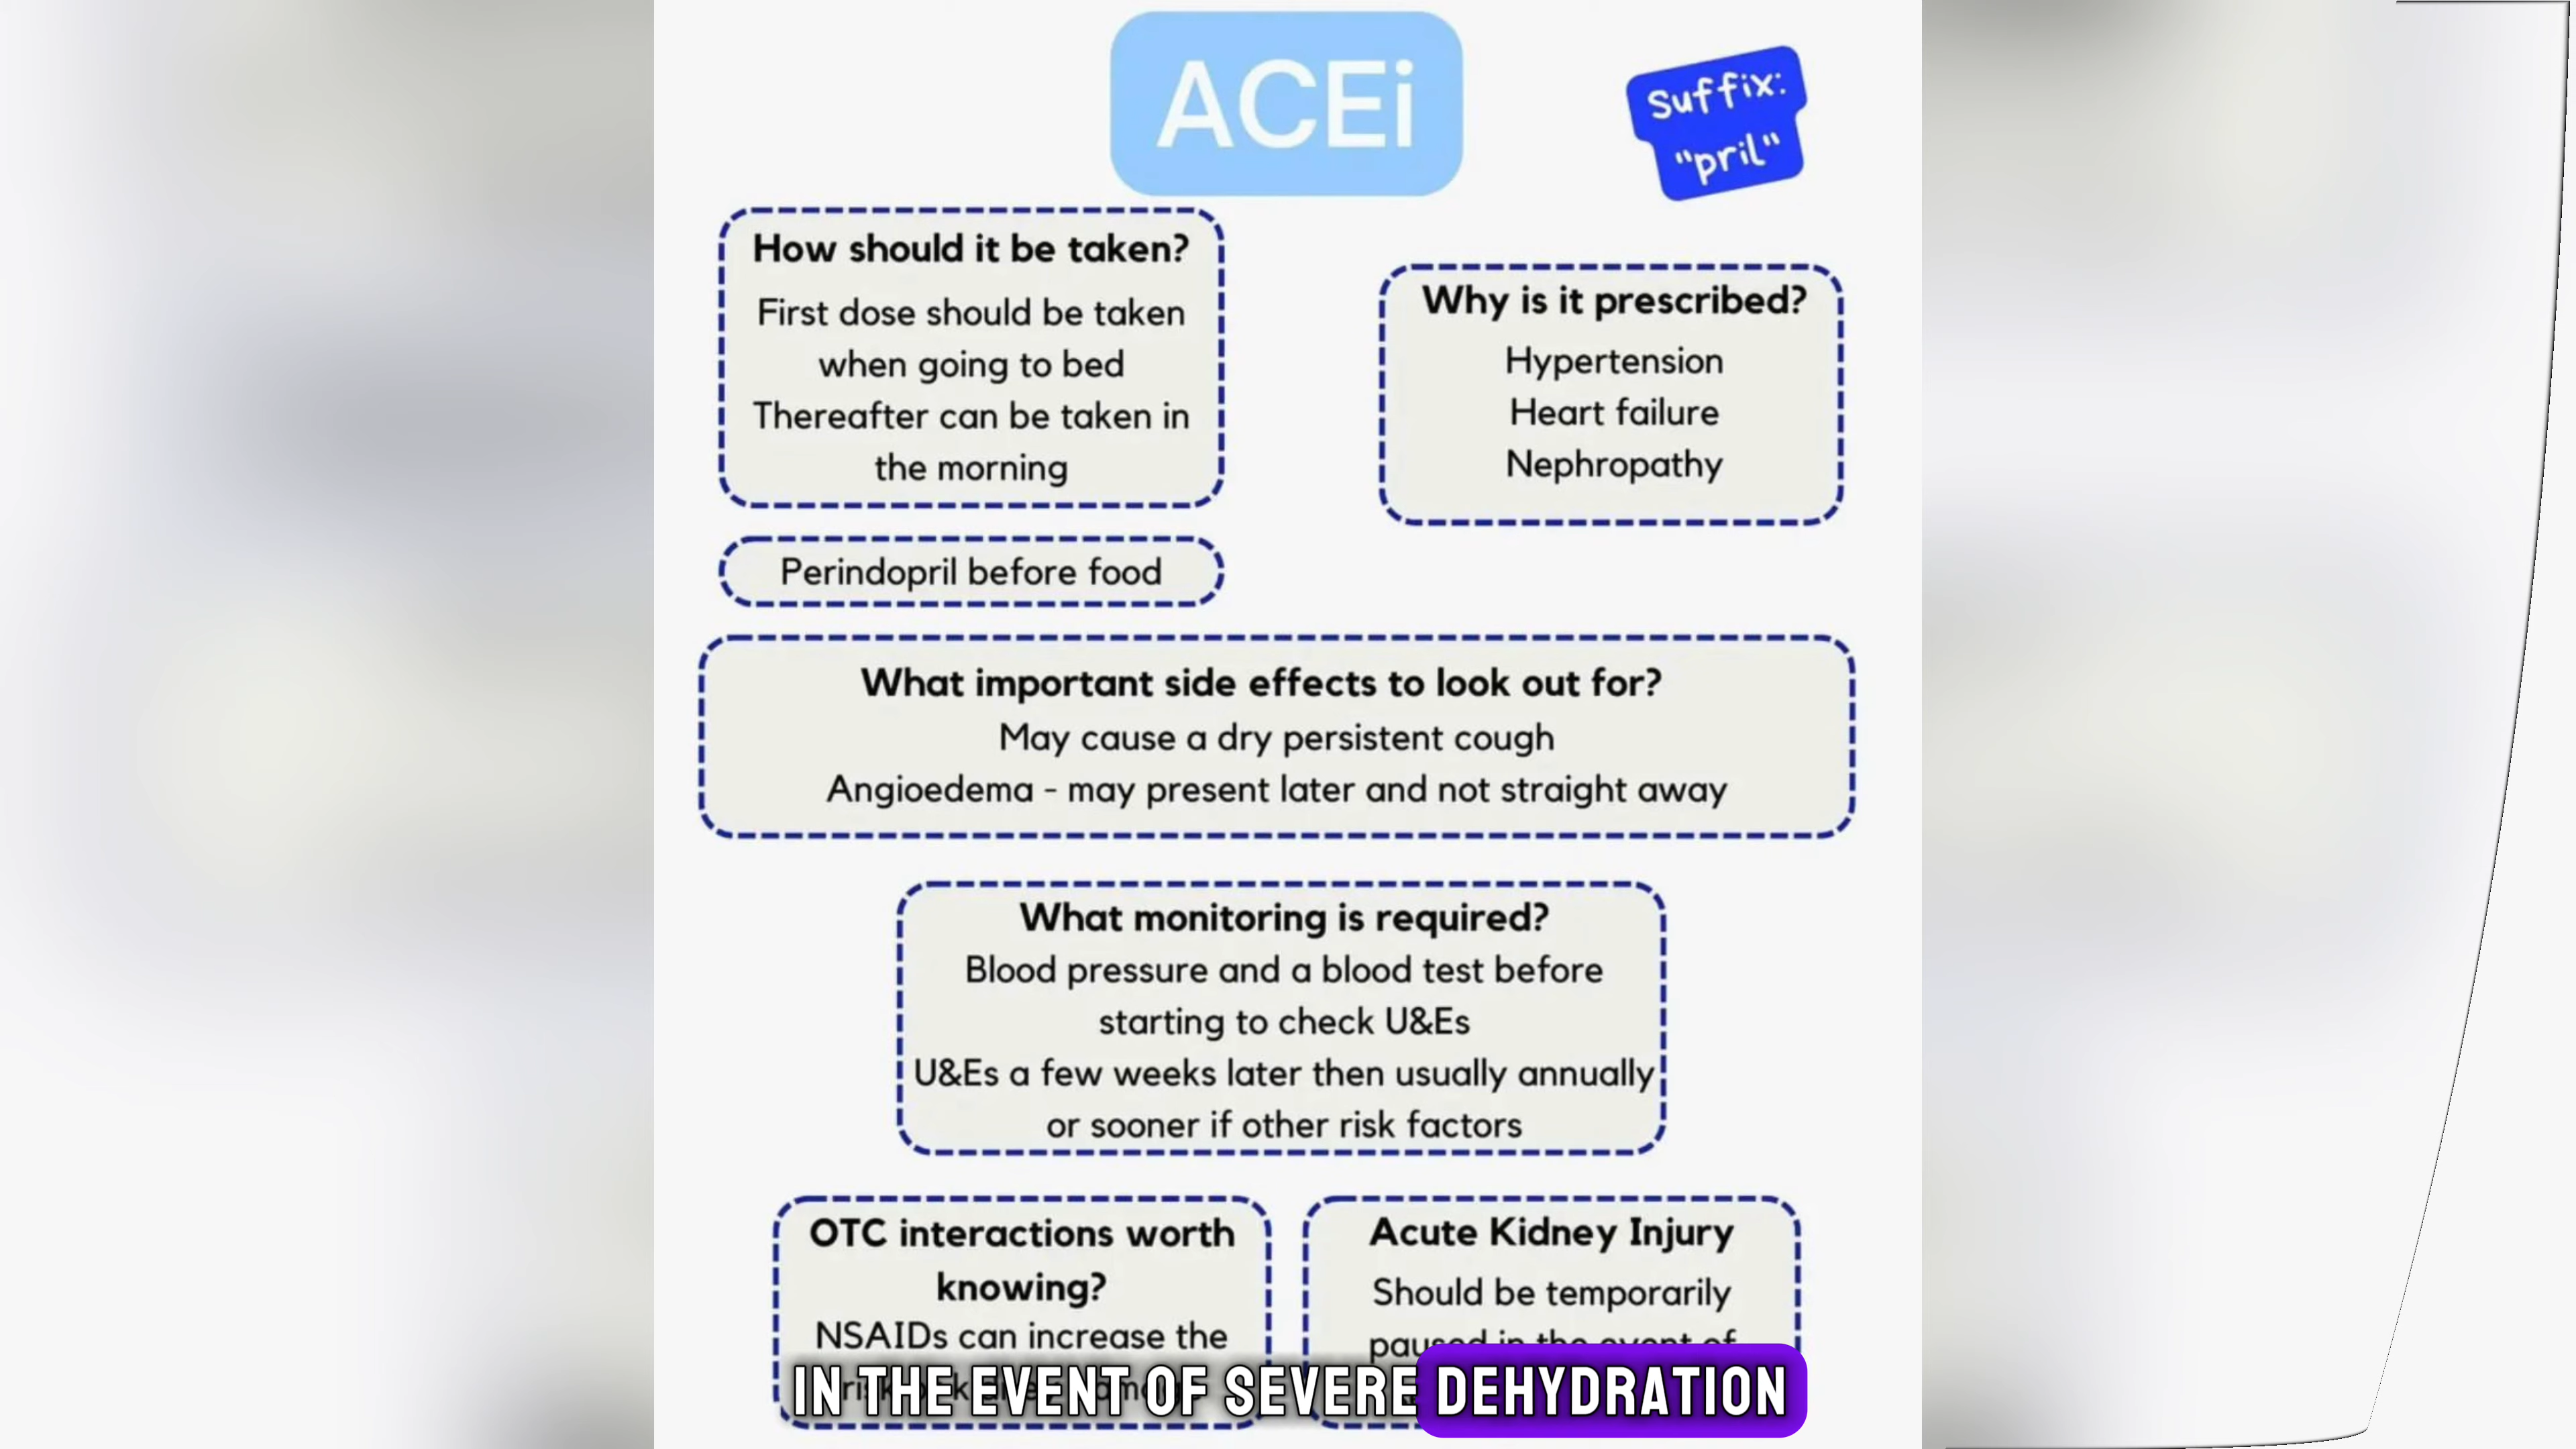 ACEi
Suffix:
"pril"
How should it be taken?
First dose should be taken
when going to bed
Thereafter can be taken in
the morning
Why is it prescribed?
Hypertension
Heart failure
Nephropathy
Perindopril before food
What important side effects to look out for?
May cause a dry persistent cough
Angioedema - may present later and not straight away
What monitoring is required?
Blood pressure and a blood test before
starting to check U&Es
U&Es a few weeks later then usually annually
or sooner if other risk factors
OTC interactions worth
knowing?
NSAIDs can increase the
Acute Kidney Injury
Should be temporarily
paused in the event of
IN THE EVENT OF SEVERE DEHYDRATION